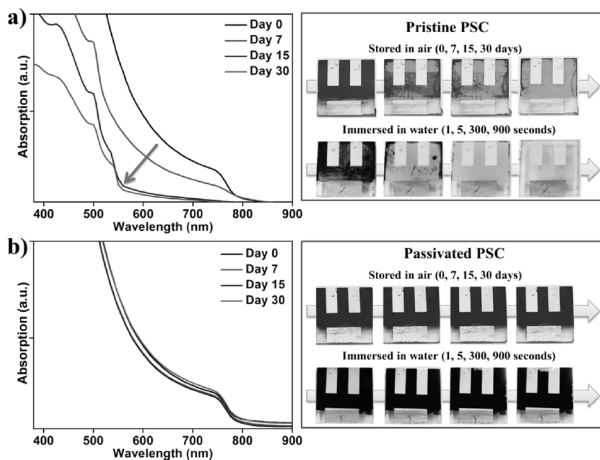 a)
Absorption (a.u.)
Day 0
Day 7
Day 15
Day 30
400 500 600 700 800 900
Wavelength (nm)
Pristine PSC
Stored in air (0, 7, 15, 30 days)
Immersed in water (1, 5, 300, 900 seconds)
b)
Absorption (a.u.)
Day 0
Day 7
Day 15
Day 30
400 500 600 700 800 900
Wavelength (nm)
Passivated PSC
Stored in air (0, 7, 15, 30 days)
Immersed in water (1, 5, 300, 900 seconds)